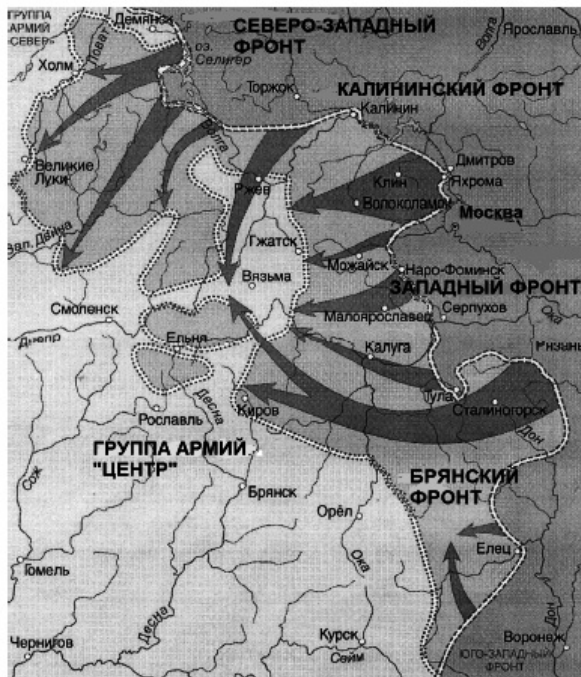 ГРУППА
АРМИЙ
"СЕВЕР"
Ловать
Демянск
СЕВЕРО-ЗАПАДНЫЙ
ФРОНТ
оз.
Селигер
Волга
Ярославль
Холм
Торжок
КАЛИНИНСКИЙ ФРОНТ
Калинин
Волга
Великие
Луки
Дмитров
Клин
Яхрома
Ржев
Волоколамск
Москва
Зап. Двина
Гжатск
Можайск
Наро-Фоминск
Вязьма
ЗАПАДНЫЙ ФРОНТ
Смоленск
Малоярославец
Серпухов
Ока
Днепр
Ельня
Калуга
Рязань
Тула
Десна
Киров
Сталиногорск
Рославль
Дон
ГРУППА АРМИЙ
"ЦЕНТР"
БРЯНСКИЙ
ФРОНТ
Сож
Брянск
Орёл
Елец
Ока
Гомель
Десна
Дон
Чернигов
Курск
Сейм
Воронеж
ЮГО-ЗАПАДНЫЙ
ФРОНТ